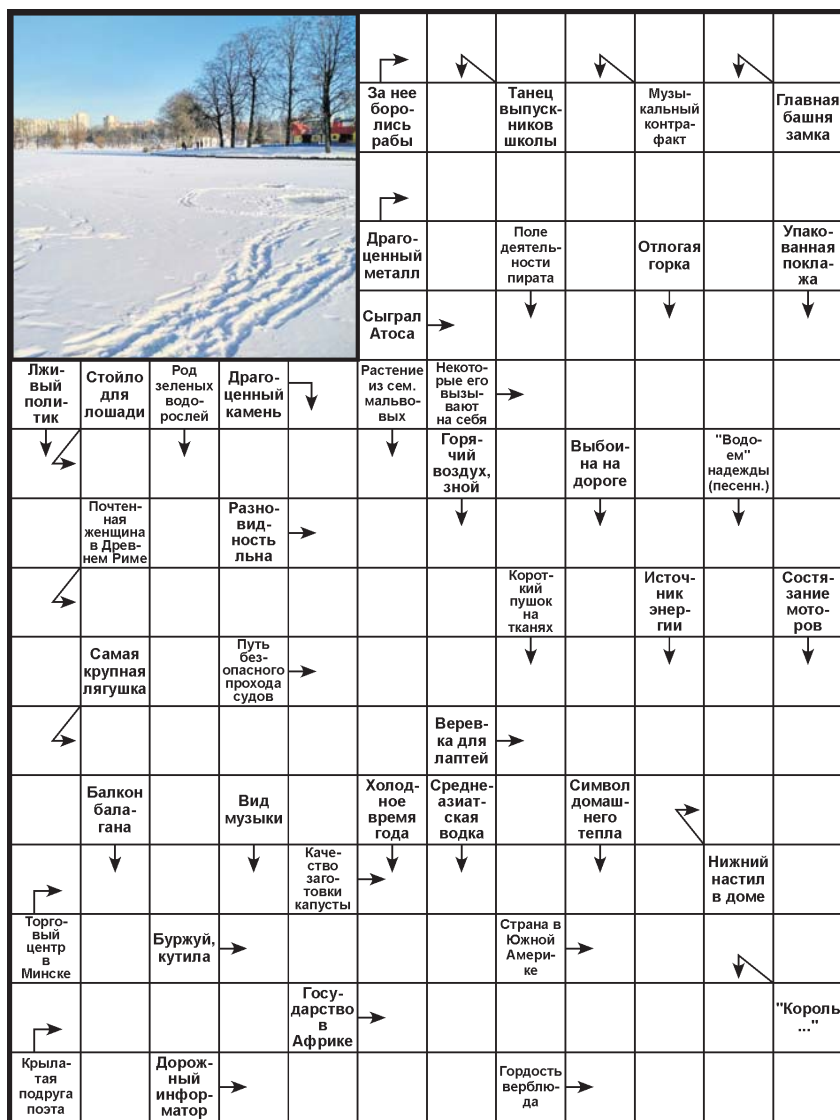 За нее
боро-
лись
рабы
Танец
выпуск-
ников
школы
Музы-
кальный
контра-
факт
Главная
башня
замка
Драго-
ценный
металл
Поле
деятель-
ности
пирата
Отлогая
горка
Упако-
ванная
покла-
жа
Сыграл
Атоса
Лжи-
вый
поли-
тик
Стойло
для
лошади
Род
зеленых
водо-
рослей
Драго-
ценный
камень
Растение
из сем.
мальво-
вых
Некото-
рые его
вызы-
вают
на себя
Горя-
чий
воздух,
зной
Выбои-
на на
дороге
"Водо-
ем"
надежды
(песенн.)
Почтен-
ная
женщина
в Древ-
нем Риме
Разно-
вид-
ность
льна
Корот-
кий
пушок
на
тканях
Источ-
ник
энер-
гии
Состя-
зание
мото-
ров
Самая
крупная
лягушка
Путь
без-
опасного
прохода
судов
Верев-
ка для
лаптей
Балкон
бала-
гана
Вид
музыки
Холод-
ное
время
года
Средне-
азиат-
ская
водка
Символ
домаш-
него
тепла
Каче-
ство
заго-
товки
капусты
Нижний
настил
в доме
Торго-
вый
центр
в
Минске
Буржуй,
кутила
Страна в
Южной
Амери-
ке
Госу-
дарство
в
Африке
"Король
..."
Крыла-
тая
подруга
поэта
Дорож-
ный
инфор-
матор
Гордость
верблю-
да